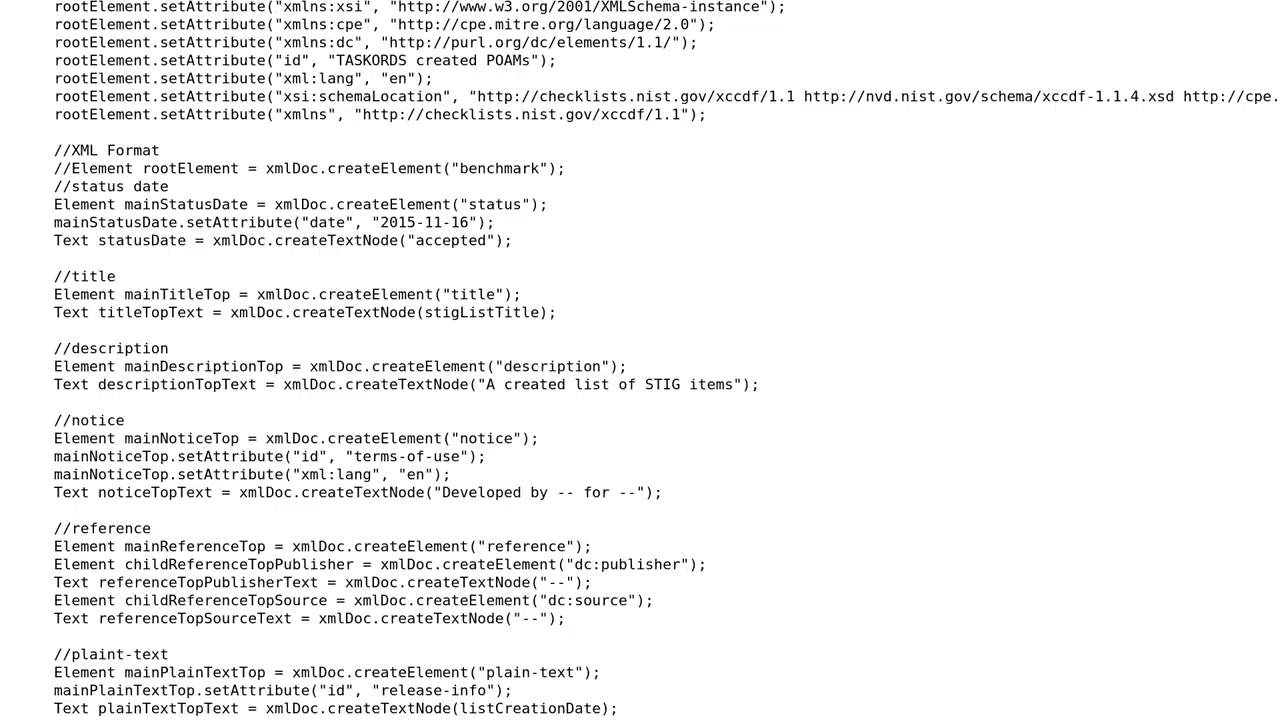 rootElement.setAttribute("xmlns:xsi", "http://www.w3.org/2001/XMLSchema-instance");
rootElement.setAttribute("xmlns:cpe", "http://cpe.mitre.org/language/2.0");
rootElement.setAttribute("xmlns:dc", "http://purl.org/dc/elements/1.1/");
rootElement.setAttribute("id", "TASKORDS created POAMs");
rootElement.setAttribute("xml:lang", "en");
rootElement.setAttribute("xsi:schemaLocation", "http://checklists.nist.gov/xccdf/1.1 http://nvd.nist.gov/schema/xccdf-1.1.4.xsd http://cpe.
rootElement.setAttribute("xmlns", "http://checklists.nist.gov/xccdf/1.1");
//XML Format
//Element rootElement = xmlDoc.createElement("benchmark");
//status date
Element mainStatusDate = xmlDoc.createElement("status");
mainStatusDate.setAttribute("date", "2015-11-16");
Text statusDate = xmlDoc.createTextNode("accepted");
//title
Element mainTitleTop = xmlDoc.createElement("title");
Text titleTopText = xmlDoc.createTextNode(stigListTitle);
//description
Element mainDescriptionTop = xmlDoc.createElement("description");
Text descriptionTopText = xmlDoc.createTextNode("A created list of STIG items");
//notice
Element mainNoticeTop = xmlDoc.createElement("notice");
mainNoticeTop.setAttribute("id", "terms-of-use");
mainNoticeTop.setAttribute("xml:lang", "en");
Text noticeTopText = xmlDoc.createTextNode("Developed by -- for --");
//reference
Element mainReferenceTop = xmlDoc.createElement("reference");
Element childReferenceTopPublisher = xmlDoc.createElement("dc:publisher");
Text referenceTopPublisherText = xmlDoc.createTextNode("--");
Element childReferenceTopSource = xmlDoc.createElement("dc:source");
Text referenceTopSourceText = xmlDoc.createTextNode("--");
//plaint-text
Element mainPlainTextTop = xmlDoc.createElement("plain-text");
mainPlainTextTop.setAttribute("id", "release-info");
Text plainTextTopText = xmlDoc.createTextNode(listCreationDate);